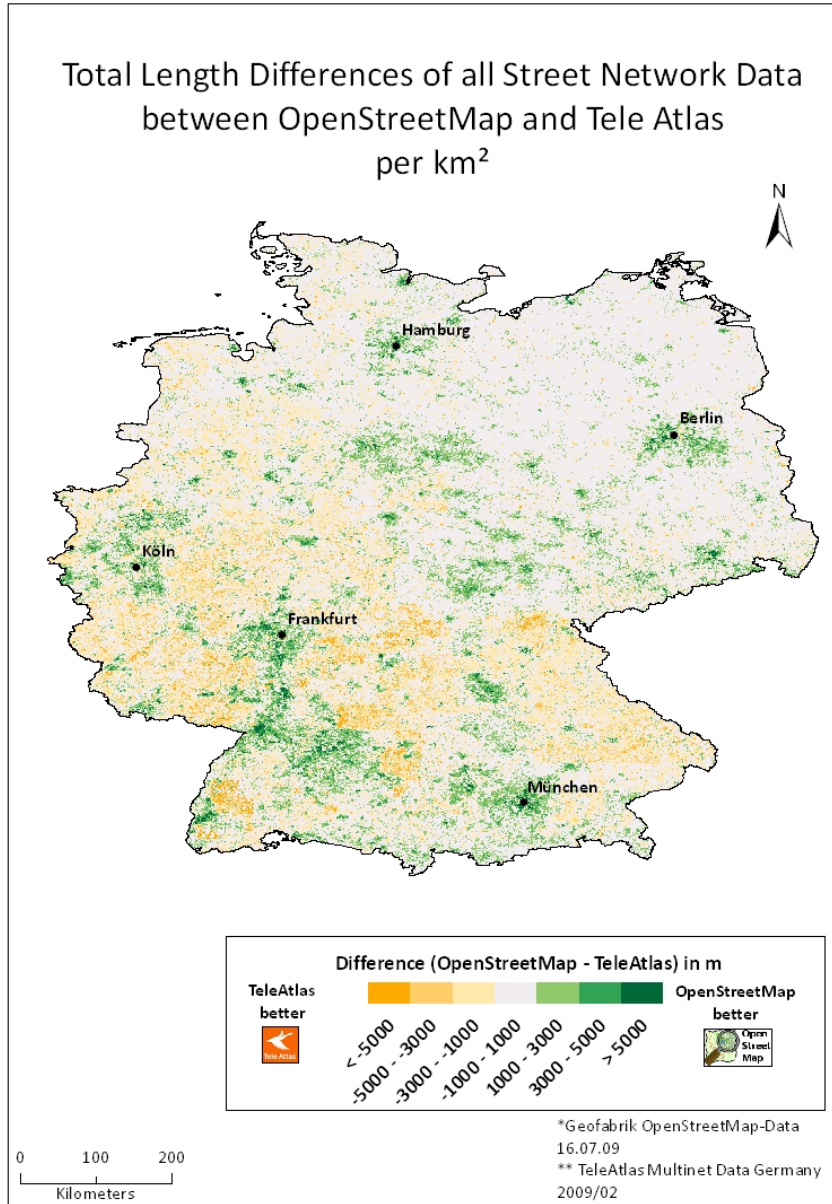 Total Length Differences of all Street Network Data
between OpenStreetMap and Tele Atlas
per km²
N
Hamburg
Berlin
Köln
Frankfurt
München
Difference (OpenStreetMap - TeleAtlas) in m
TeleAtlas
better
Tele Atlas
OpenStreetMap
better
Open
Street
Map
< -5000
-5000 - -3000
-3000 - -1000
-1000 - 1000
1000 - 3000
3000 - 5000
> 5000
*Geofabrik OpenStreetMap-Data
16.07.09
** TeleAtlas Multinet Data Germany
2009/02
0 100 200
Kilometers